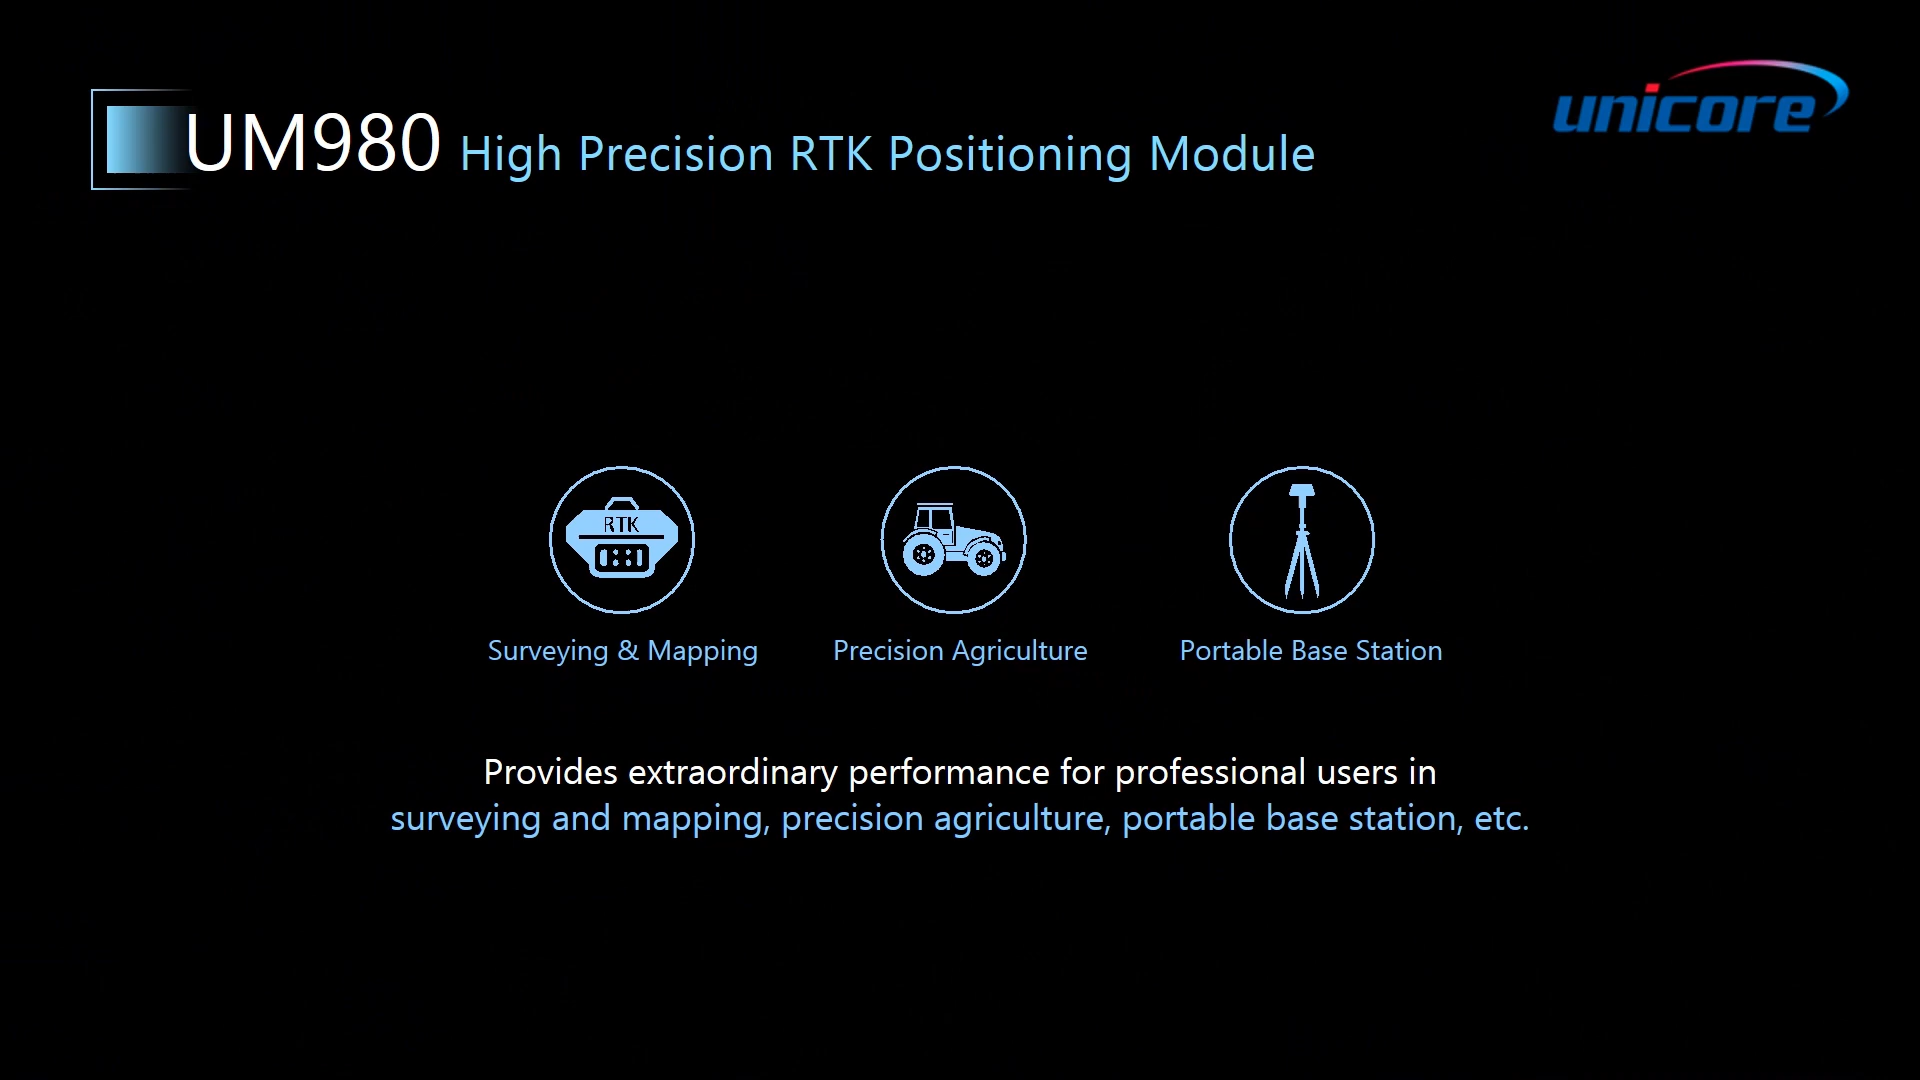 unicore
UM980 High Precision RTK Positioning Module
RTK
Surveying & Mapping
Precision Agriculture
Portable Base Station
Provides extraordinary performance for professional users in
surveying and mapping, precision agriculture, portable base station, etc.